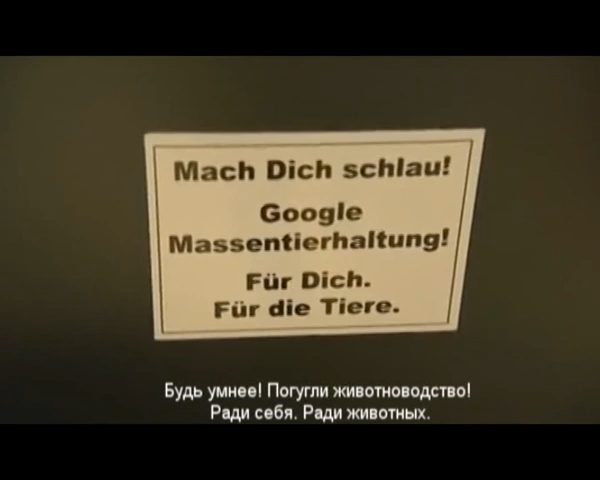 Mach Dich schlau!
Google
Massentierhaltung!
Für Dich.
Für die Tiere.
Будь умнее! Погугли животноводство!
Ради себя. Ради животных.